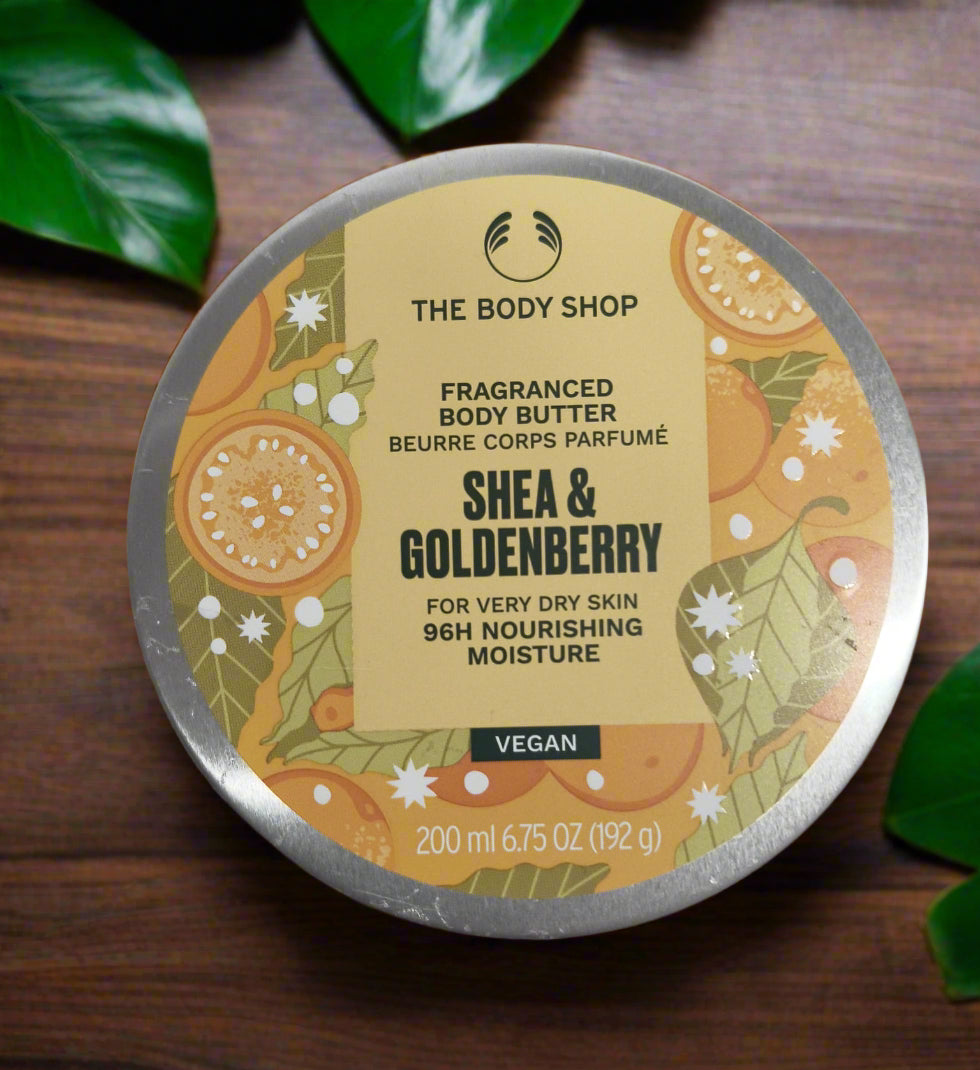 THE BODY SHOP
FRAGRANCED
BODY BUTTER
BEURRE CORPS PARFUMÉ
SHEA &
GOLDENBERRY
FOR VERY DRY SKIN
96H NOURISHING
MOISTURE
VEGAN
200 ml 6.75 OZ (192 g)